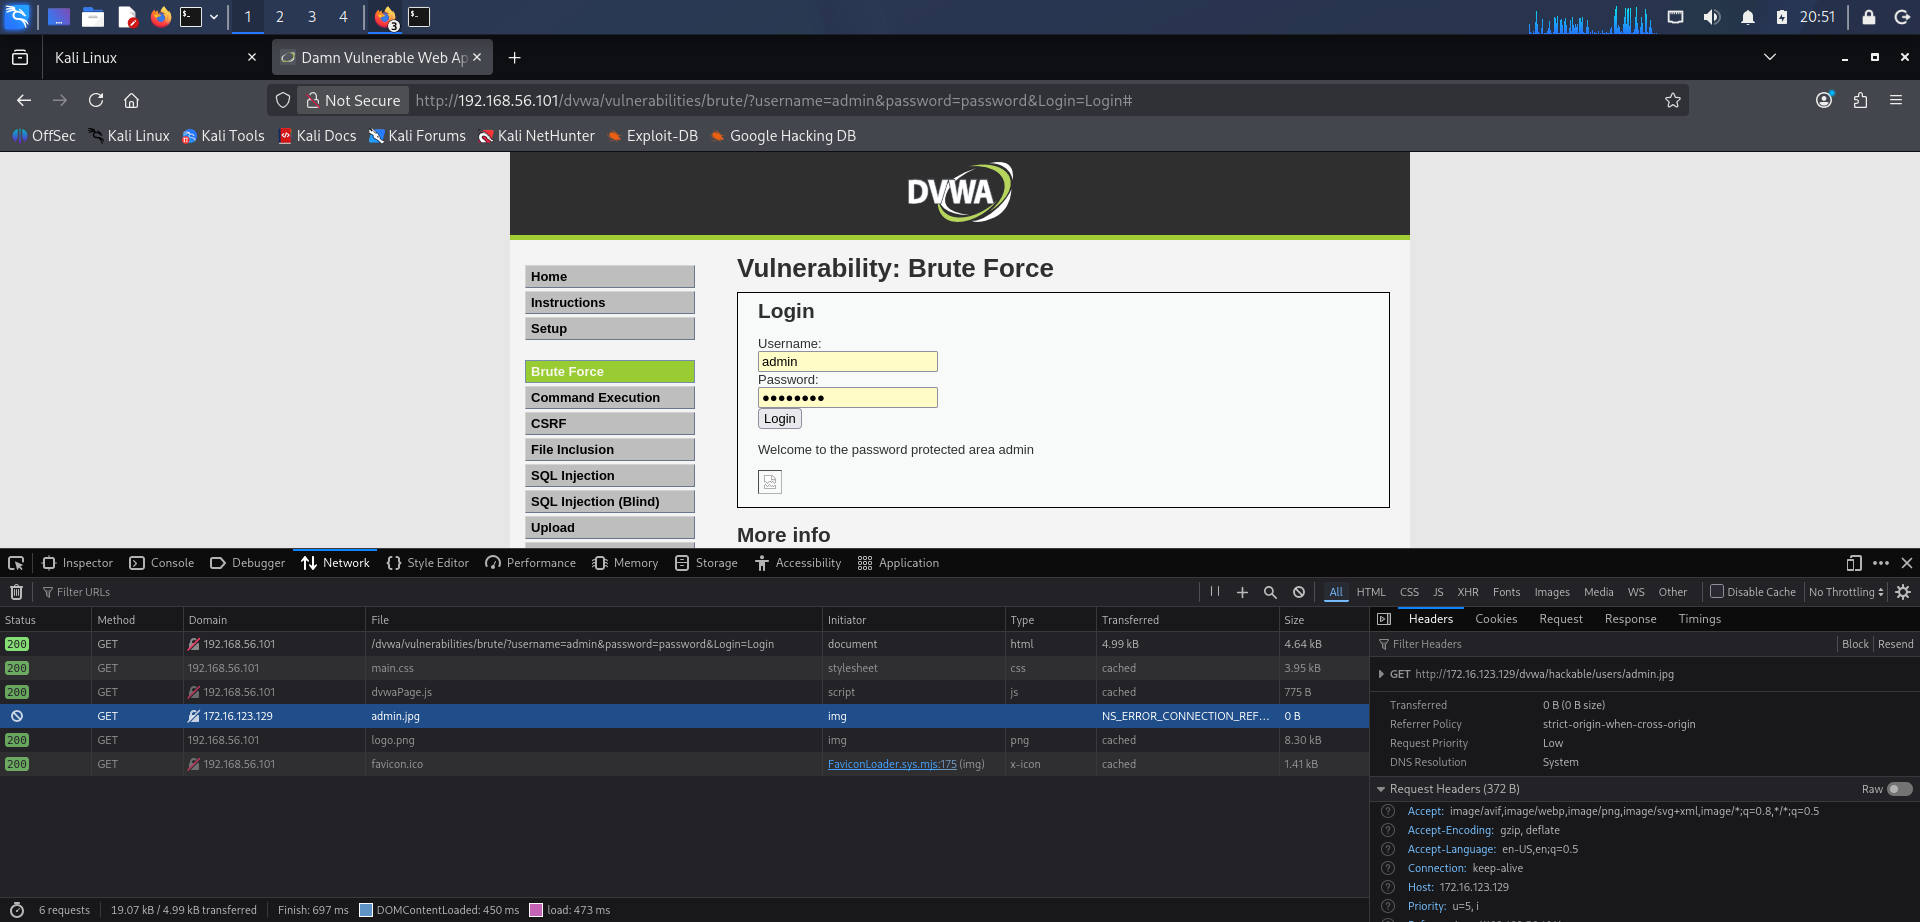 1 2 3 4 3 20:51
Kali Linux
Damn Vulnerable Web Ap
Not Secure http://192.168.56.101/dvwa/vulnerabilities/brute/?username=admin&password=password&Login=Login#
OffSec Kali Linux Kali Tools Kali Docs Kali Forums Kali NetHunter Exploit-DB Google Hacking DB
DVWA
Home
Instructions
Setup
Brute Force
Command Execution
CSRF
File Inclusion
SQL Injection
SQL Injection (Blind)
Upload
Vulnerability: Brute Force
Login
Username:
admin
Password:
••••••••
Login
Welcome to the password protected area admin
More info
Inspector Console Debugger Network Style Editor Performance Memory Storage Accessibility Application
Filter URLs All HTML CSS JS XHR Fonts Images Media WS Other Disable Cache No Throttling
Status Method Domain File Initiator Type Transferred Size
200 GET 192.168.56.101 /dvwa/vulnerabilities/brute/?username=admin&password=password&Login=Login document html 4.99 kB 4.64 kB
200 GET 192.168.56.101 main.css stylesheet css cached 3.95 kB
200 GET 192.168.56.101 dvwaPage.js script js cached 775 B
GET 172.16.123.129 admin.jpg img NS_ERROR_CONNECTION_REF... 0 B
200 GET 192.168.56.101 logo.png img png cached 8.30 kB
200 GET 192.168.56.101 favicon.ico FaviconLoader.sys.mjs:175 (img) x-icon cached 1.41 kB
6 requests 19.07 kB / 4.99 kB transferred Finish: 697 ms DOMContentLoaded: 450 ms load: 473 ms
Headers Cookies Request Response Timings
Filter Headers Block Resend
GET http://172.16.123.129/dvwa/hackable/users/admin.jpg
Transferred 0 B (0 B size)
Referrer Policy strict-origin-when-cross-origin
Request Priority Low
DNS Resolution System
Request Headers (372 B) Raw
Accept: image/avif,image/webp,image/png,image/svg+xml,image/*;q=0.8,*/*;q=0.5
Accept-Encoding: gzip, deflate
Accept-Language: en-US,en;q=0.5
Connection: keep-alive
Host: 172.16.123.129
Priority: u=5, i